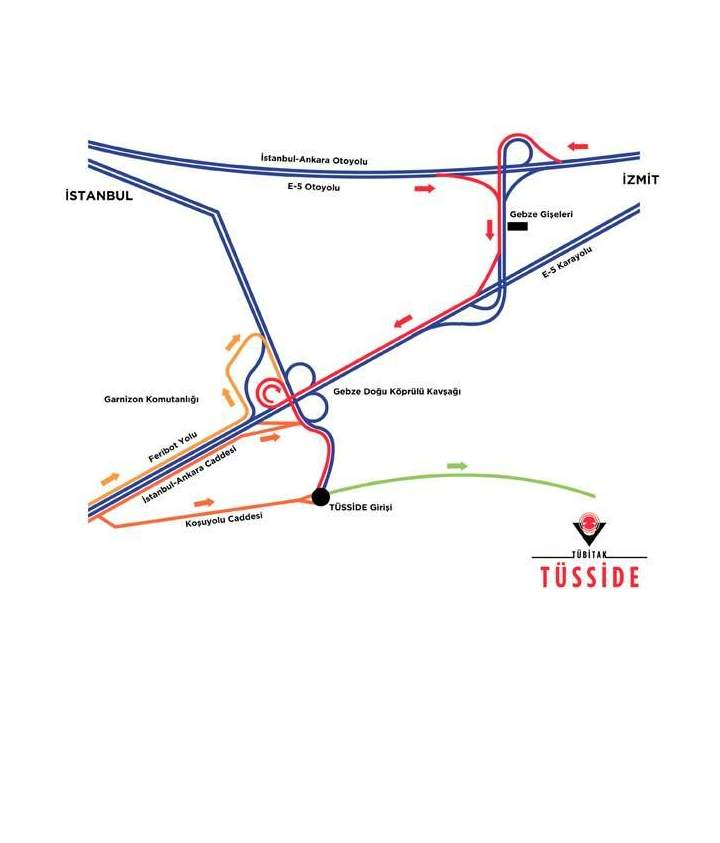 İstanbul-Ankara Otoyolu
E-5 Otoyolu
İSTANBUL
İZMİT
Gebze Gişeleri
E-5 Karayolu
Garnizon Komutanlığı
Gebze Doğu Köprülü Kavşağı
Feribot Yolu
İstanbul-Ankara Caddesi
Koşuyolu Caddesi
TÜSSİDE Girişi
TÜBİTAK
TÜSSİDE